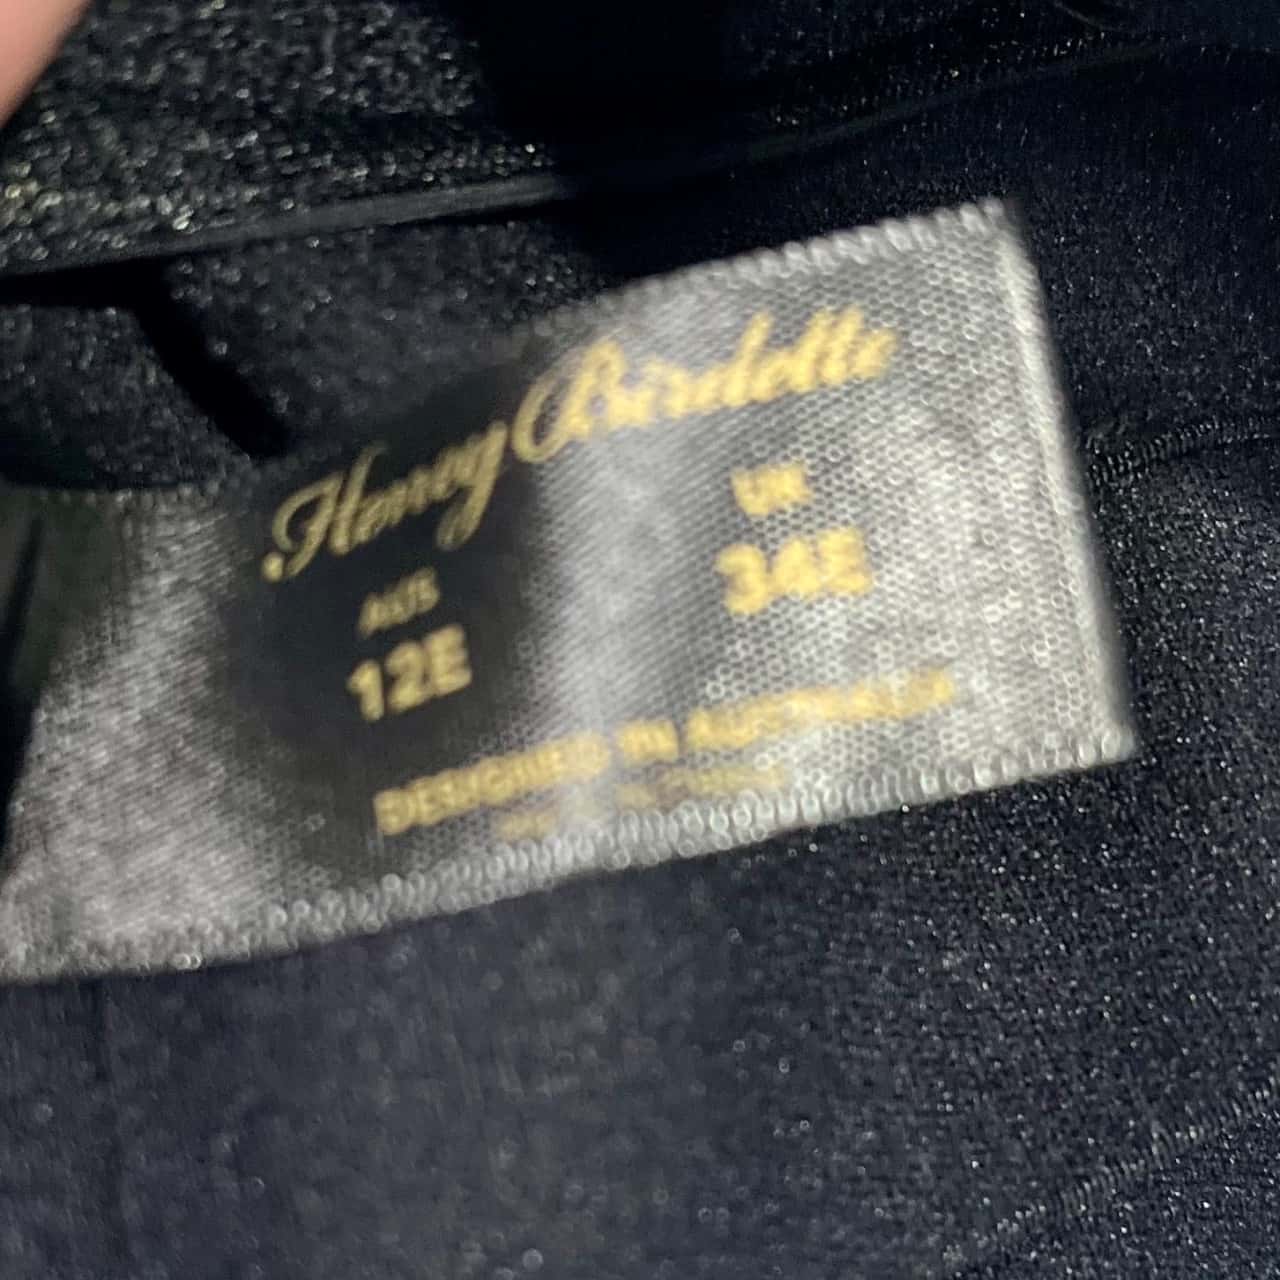 Honey Birdette
AUS UK
12E 34E
DESIGNED IN AUSTRALIA